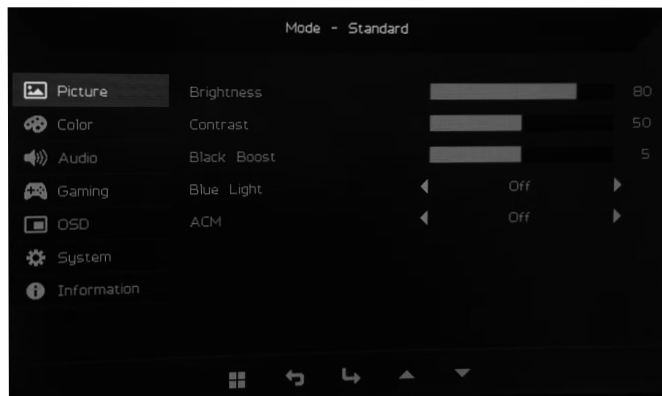 Mode - Standard
Picture
Brightness 80
Color
Contrast 50
Audio
Black Boost 5
Gaming
Blue Light Off
OSD
ACM Off
System
Information